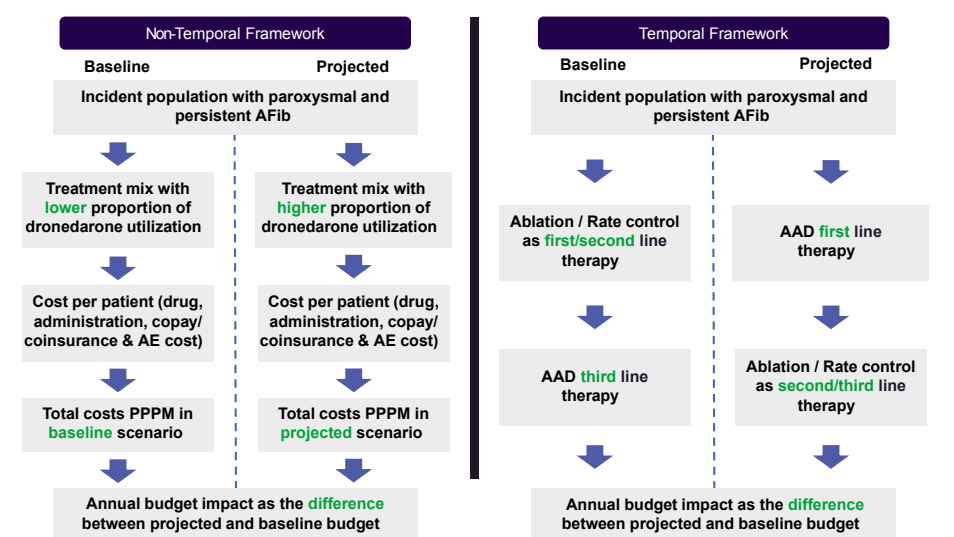 Non-Temporal Framework
Baseline
Projected
Incident population with paroxysmal and
persistent AFib
Treatment mix with
lower proportion of
dronedarone utilization
Treatment mix with
higher proportion of
dronedarone utilization
Cost per patient (drug,
administration, copay/
coinsurance & AE cost)
Cost per patient (drug,
administration, copay/
coinsurance & AE cost)
Total costs PPPM in
baseline scenario
Total costs PPPM in
projected scenario
Annual budget impact as the difference
between projected and baseline budget
Temporal Framework
Baseline
Projected
Incident population with paroxysmal and
persistent AFib
Ablation / Rate control
as first/second line
therapy
AAD first line
therapy
AAD third line
therapy
Ablation / Rate control
as second/third line
therapy
Annual budget impact as the difference
between projected and baseline budget